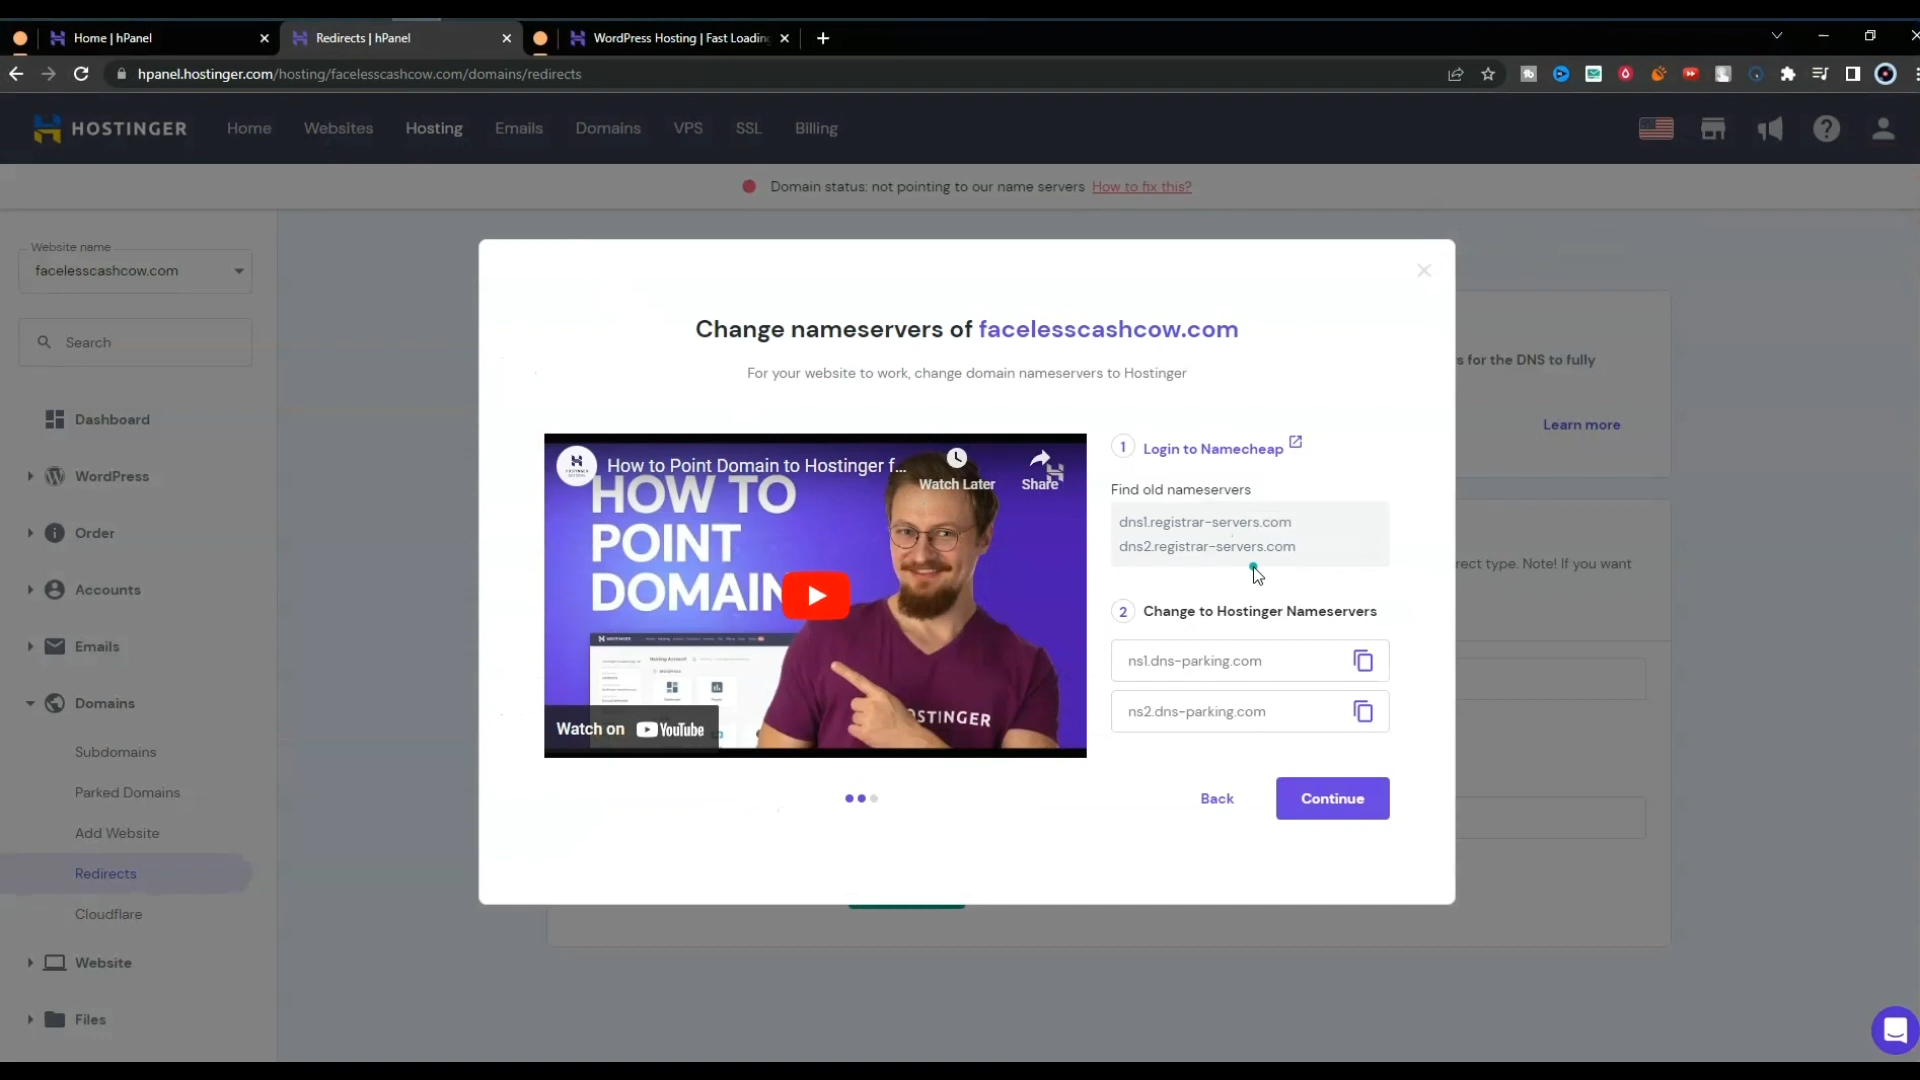 Home | hPanel
Redirects | hPanel
WordPress Hosting | Fast Loadin
hpanel.hostinger.com/hosting/facelesscashcow.com/domains/redirects
HOSTINGER
Home
Websites
Hosting
Emails
Domains
VPS
SSL
Billing
Domain status: not pointing to our name servers How to fix this?
Website name
facelesscashcow.com
Search
Dashboard
WordPress
Order
Accounts
Emails
Domains
Subdomains
Parked Domains
Add Website
Redirects
Cloudflare
Website
Files
Change nameservers of facelesscashcow.com
For your website to work, change domain nameservers to Hostinger
How to Point Domain to Hostinger f...
Watch Later
Share
HOW TO
POINT
DOMAIN
HOSTINGER
Watch on YouTube
1 Login to Namecheap
Find old nameservers
dns1.registrar-servers.com
dns2.registrar-servers.com
2 Change to Hostinger Nameservers
ns1.dns-parking.com
ns2.dns-parking.com
Back
Continue
s for the DNS to fully
Learn more
rect type. Note! If you want